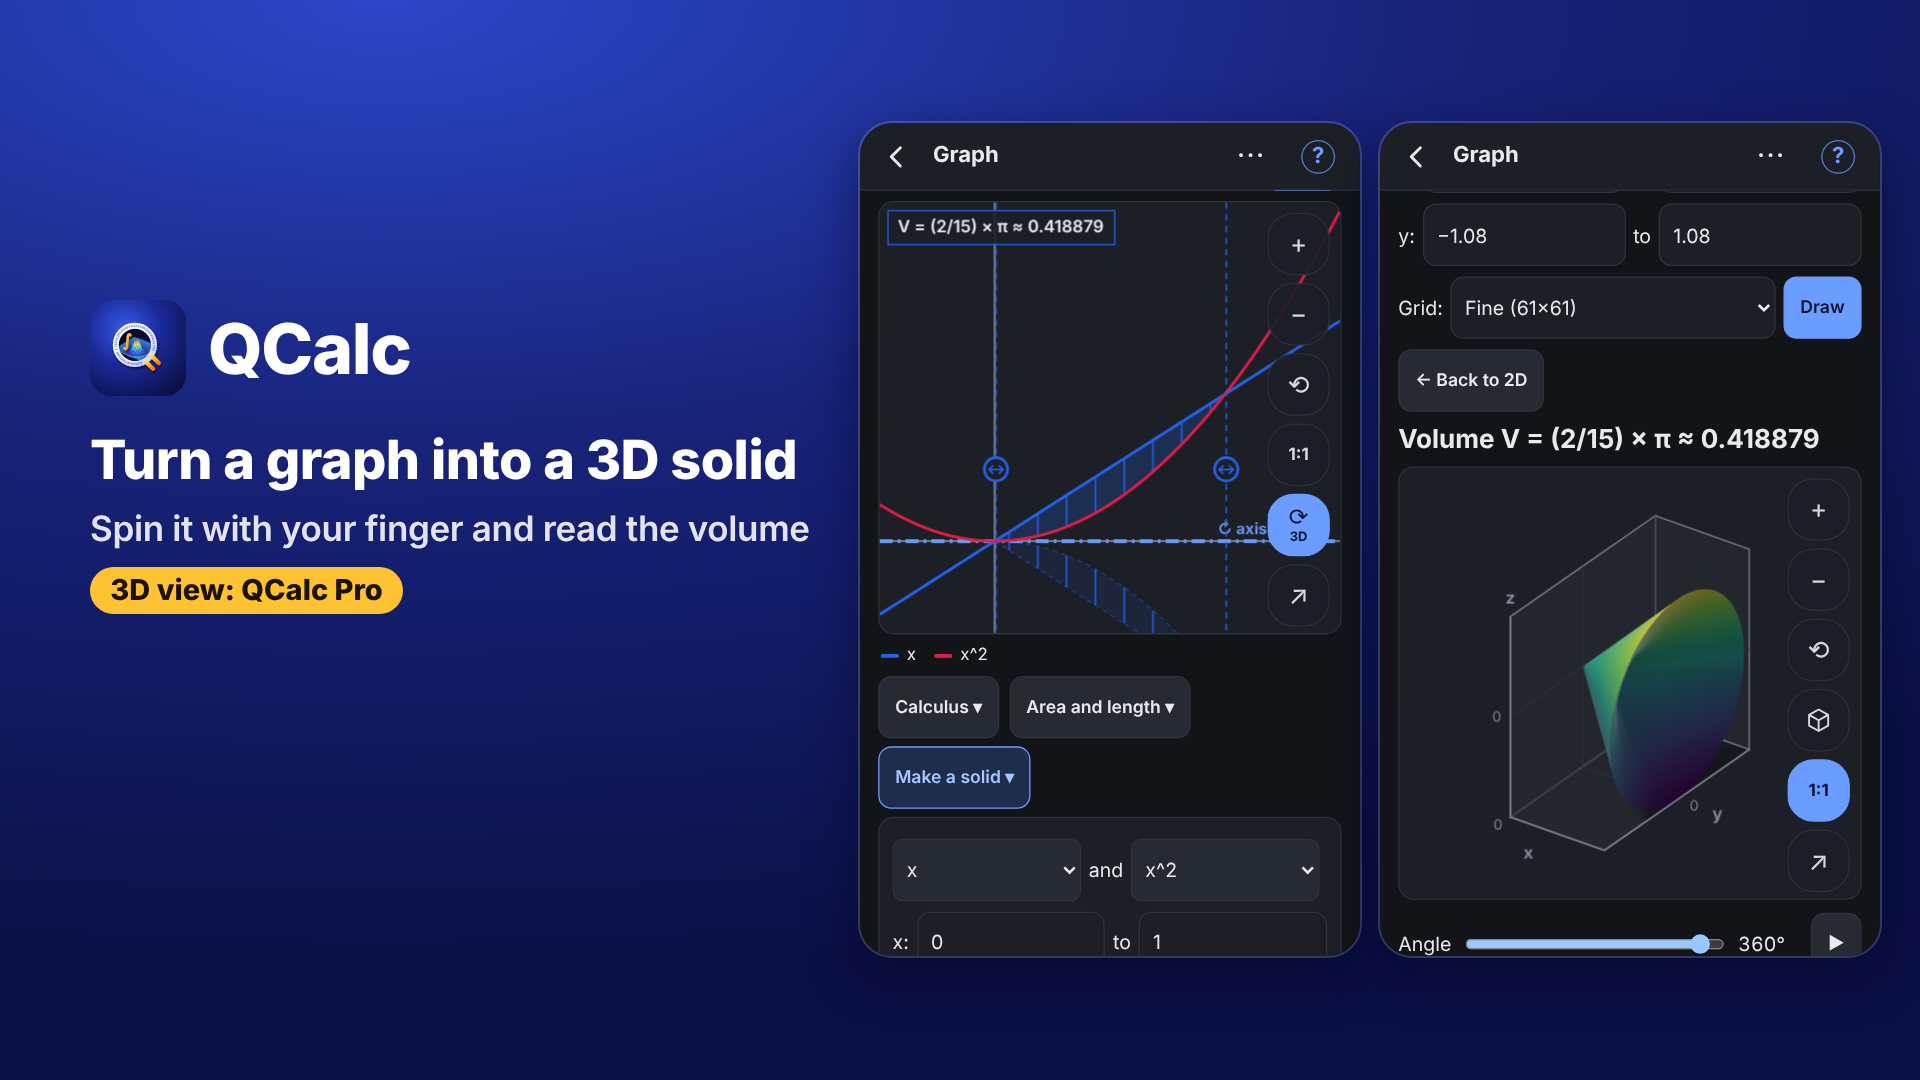 QCalc
Turn a graph into a 3D solid
Spin it with your finger and read the volume
3D view: QCalc Pro
Graph
···
?
V = (2/15) × π ≈ 0.418879
+
−
⟲
1:1
⟳
3D
↻ axis
↗
x x^2
Calculus ▾ Area and length ▾
Make a solid ▾
x and x^2
x: 0 to 1
Graph
···
?
y: −1.08 to 1.08
Grid: Fine (61×61) Draw
← Back to 2D
Volume V = (2/15) × π ≈ 0.418879
+
−
⟲
1:1
↗
z
0
0
x
0
y
Angle 360° ▶